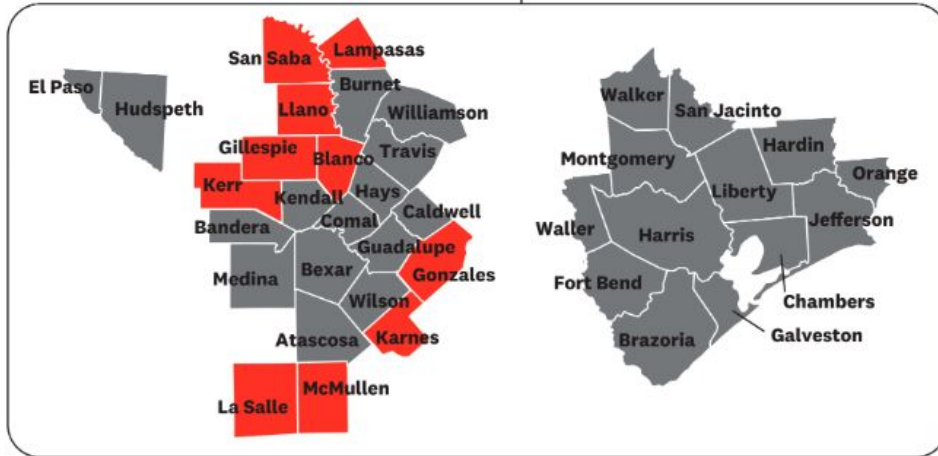 El Paso
Hudspeth
San Saba
Lampasas
Burnet
Llano
Williamson
Gillespie
Blanco
Travis
Kerr
Kendall
Hays
Bandera
Comal
Caldwell
Guadalupe
Medina
Bexar
Gonzales
Wilson
Atascosa
Karnes
La Salle
McMullen
Walker
San Jacinto
Hardin
Montgomery
Liberty
Orange
Waller
Harris
Jefferson
Fort Bend
Chambers
Brazoria
Galveston